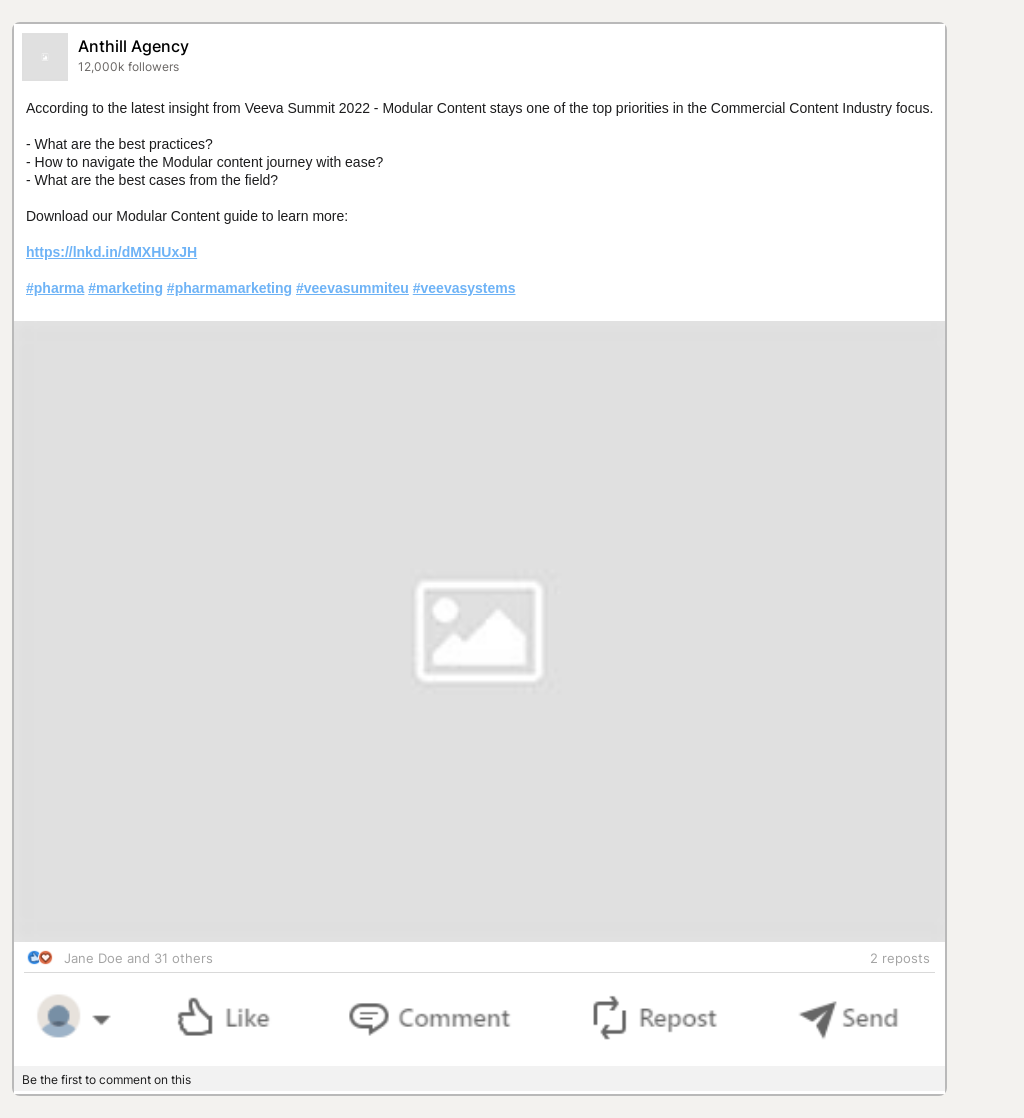 Anthill Agency
12,000k followers
According to the latest insight from Veeva Summit 2022 - Modular Content stays one of the top priorities in the Commercial Content Industry focus.
- What are the best practices?
- How to navigate the Modular content journey with ease?
- What are the best cases from the field?
Download our Modular Content guide to learn more:
https://lnkd.in/dMXHUxJH
#pharma #marketing #pharmamarketing #veevasummiteu #veevasystems
Jane Doe and 31 others 2 reposts
Like Comment Repost Send
Be the first to comment on this